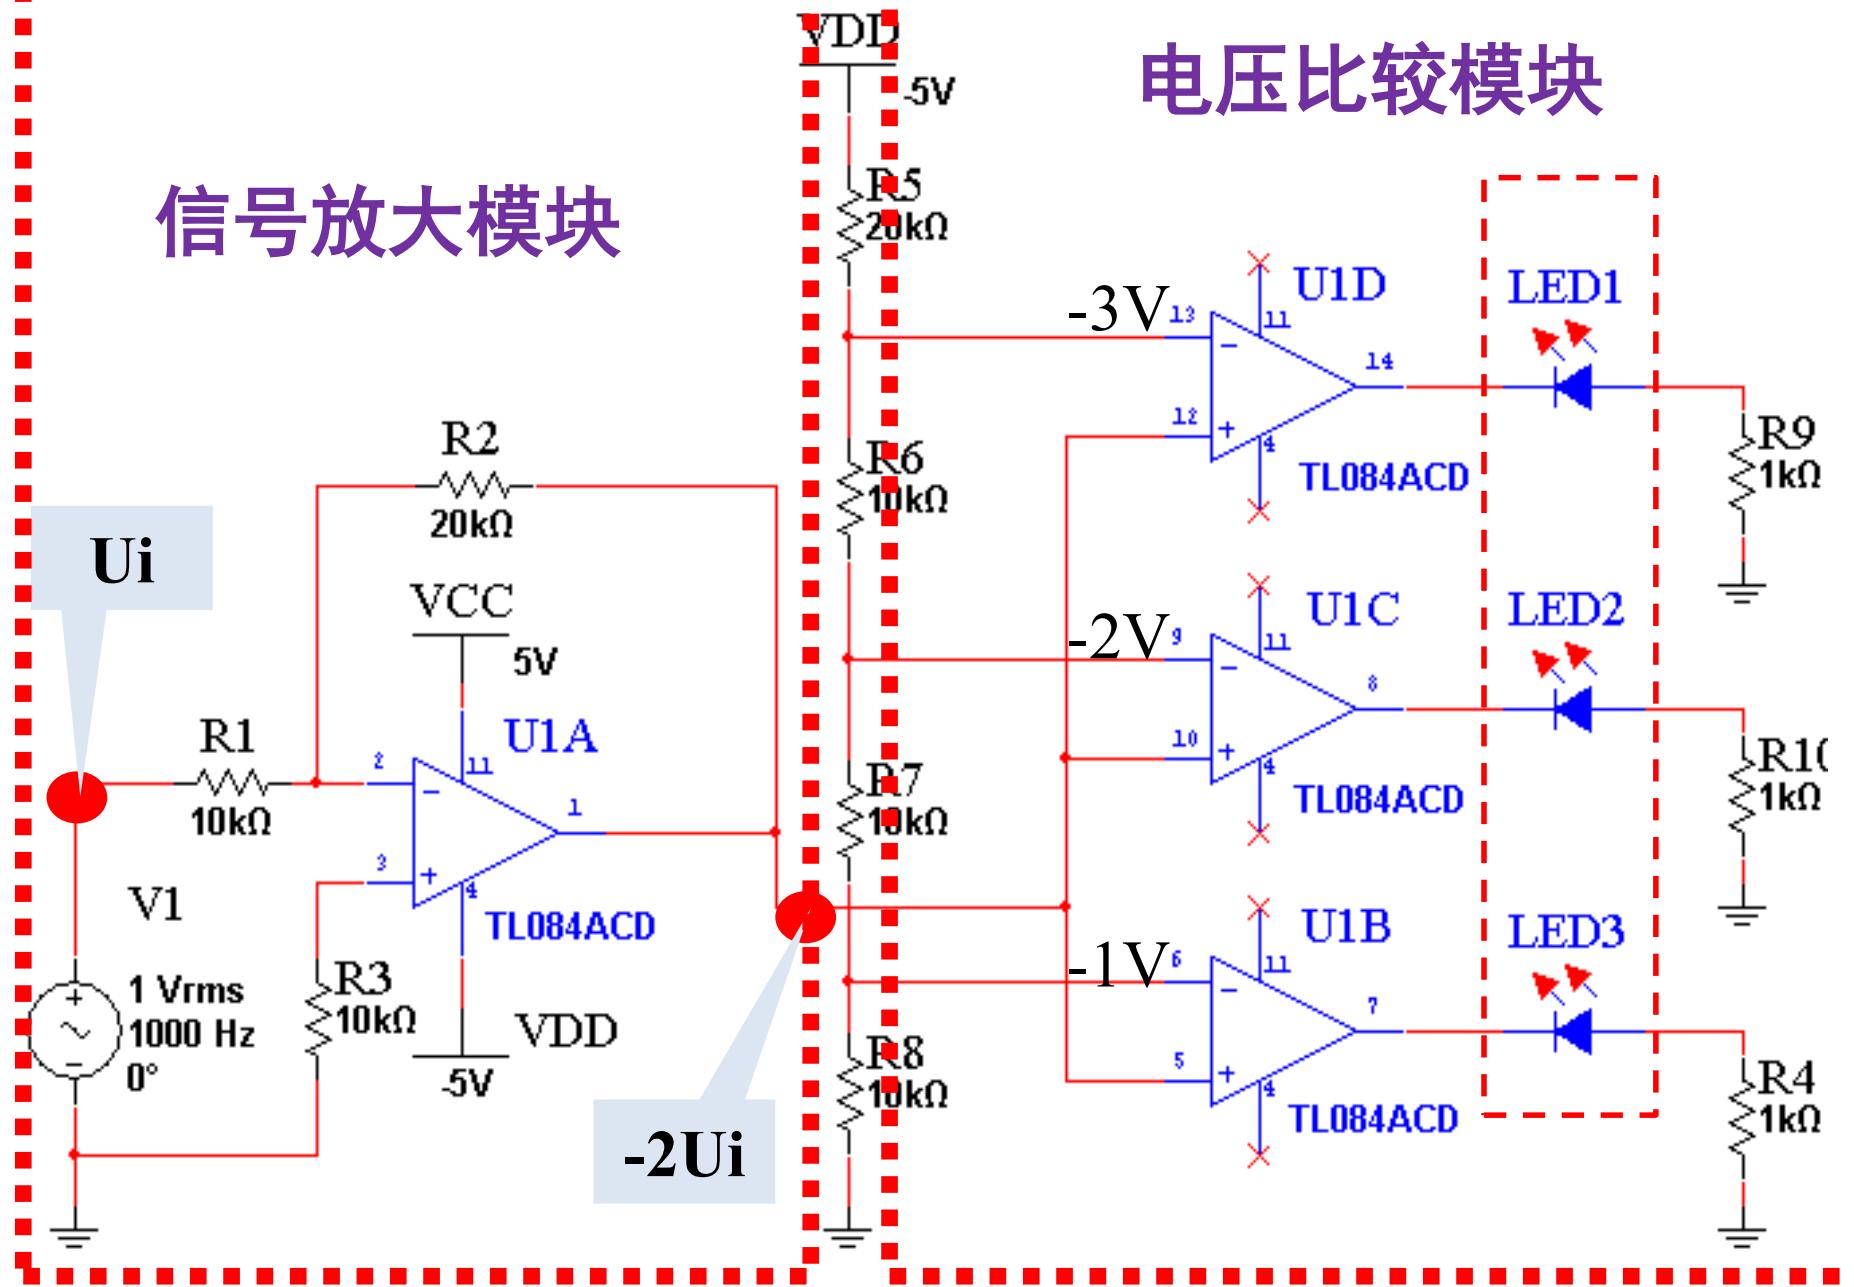 电压比较模块
信号放大模块
VDD
-5V
R5
20kΩ
-3V
13
11
U1D
LED1
14
12
4
TL084ACD
R9
1kΩ
R2
20kΩ
R6
10kΩ
Ui
VCC
5V
-2V
9
11
U1C
LED2
8
10
4
TL084ACD
R10
1kΩ
R1
10kΩ
2
11
U1A
1
3
4
TL084ACD
R7
10kΩ
V1
1 Vrms
1000 Hz
0°
R3
10kΩ
VDD
-5V
-1V
6
11
U1B
LED3
7
5
4
TL084ACD
R8
10kΩ
R4
1kΩ
-2Ui